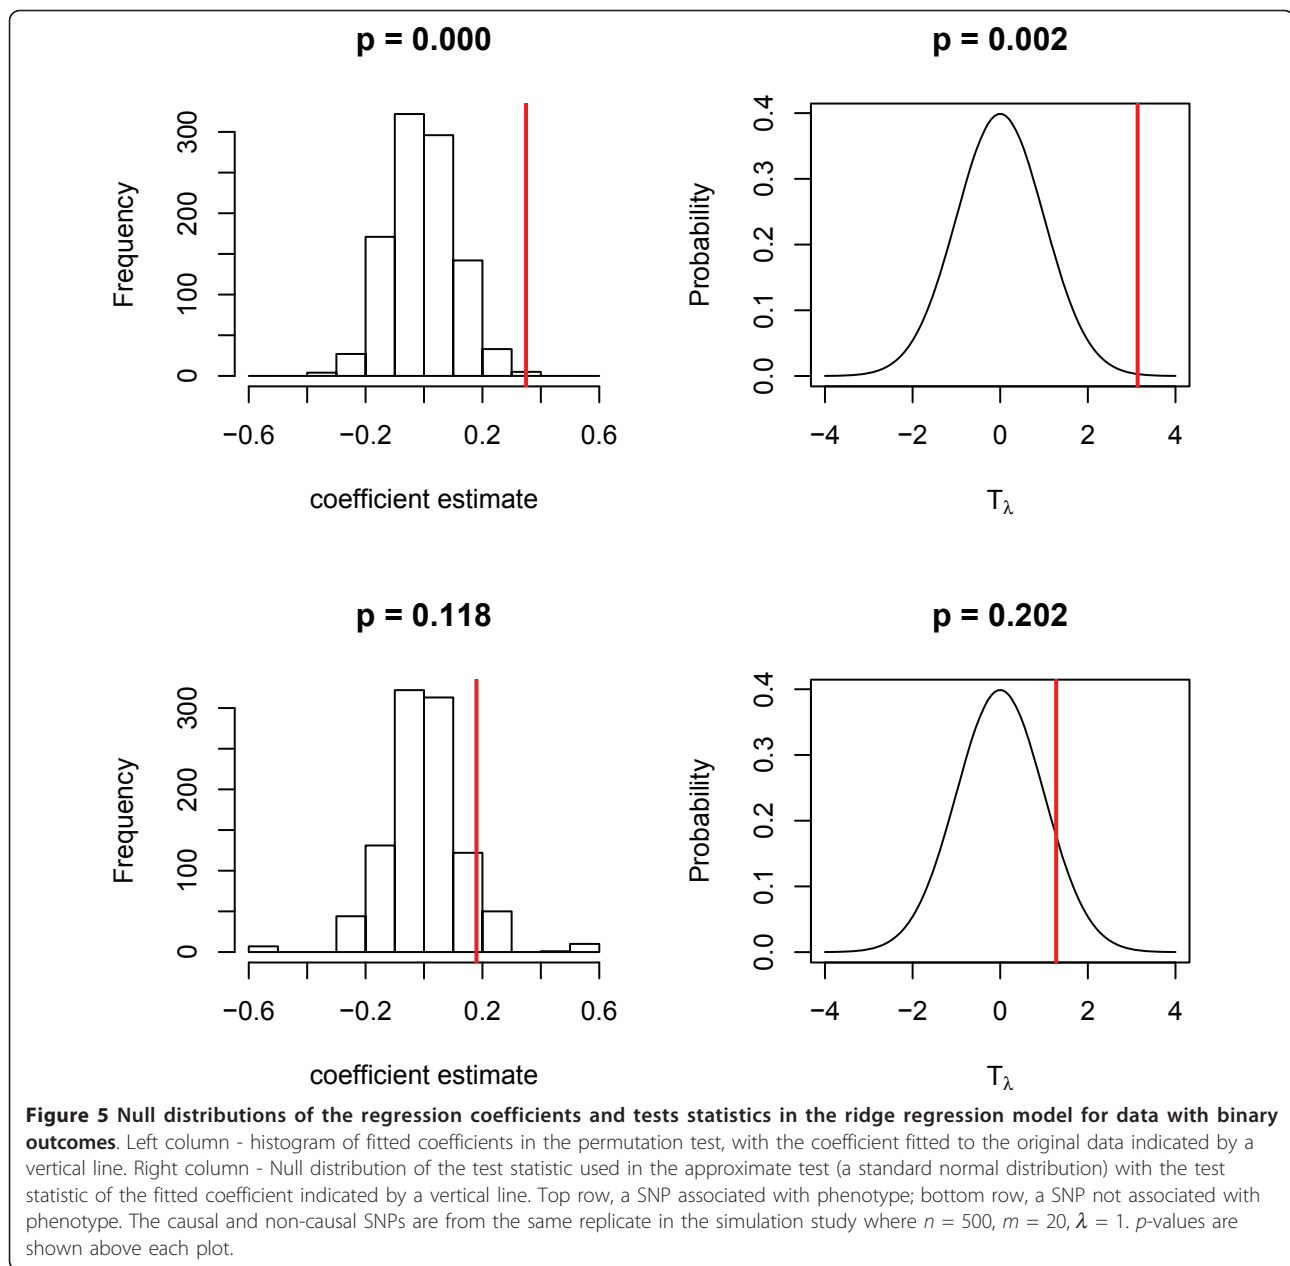 p = 0.000
p = 0.002
Frequency
0
100
200
300
−0.6
−0.2
0.2
0.6
coefficient estimate
Probability
0.0
0.1
0.2
0.3
0.4
−4
−2
0
2
4
Tλ
p = 0.118
p = 0.202
Frequency
0
100
200
300
−0.6
−0.2
0.2
0.6
coefficient estimate
Probability
0.0
0.1
0.2
0.3
0.4
−4
−2
0
2
4
Tλ
Figure 5 Null distributions of the regression coefficients and tests statistics in the ridge regression model for data with binary
outcomes. Left column - histogram of fitted coefficients in the permutation test, with the coefficient fitted to the original data indicated by a
vertical line. Right column - Null distribution of the test statistic used in the approximate test (a standard normal distribution) with the test
statistic of the fitted coefficient indicated by a vertical line. Top row, a SNP associated with phenotype; bottom row, a SNP not associated with
phenotype. The causal and non-causal SNPs are from the same replicate in the simulation study where n = 500, m = 20, λ = 1. p-values are
shown above each plot.